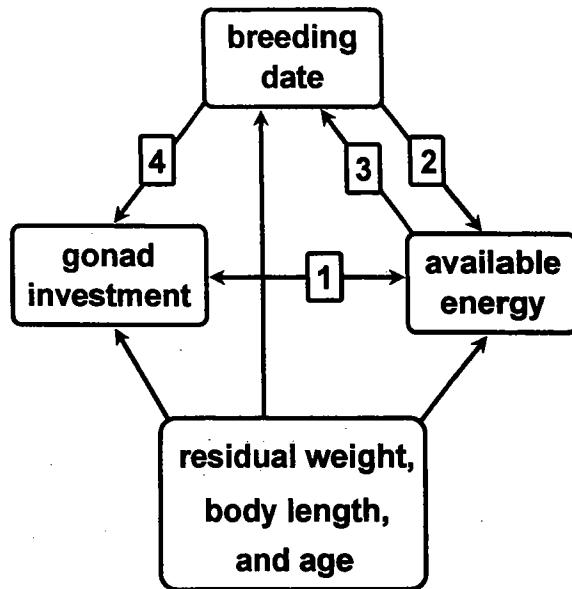 breeding
date
4
3
2
gonad
investment
1
available
energy
residual weight,
body length,
and age